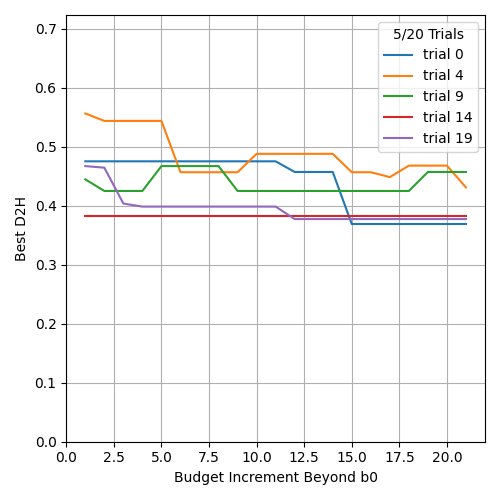 5/20 Trials
trial 0
trial 4
trial 9
trial 14
trial 19
0.7
0.6
0.5
0.4
0.3
0.2
0.1
0.0
Best D2H
0.0 2.5 5.0 7.5 10.0 12.5 15.0 17.5 20.0
Budget Increment Beyond b0